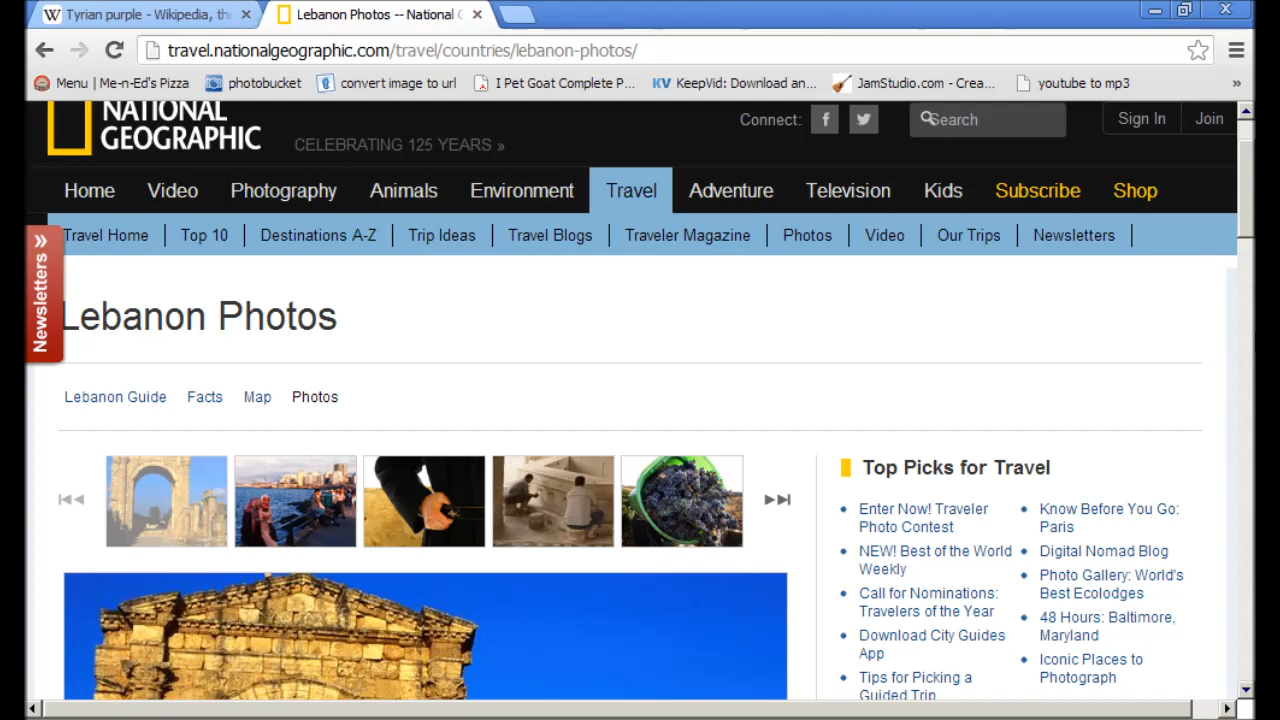 Tyrian purple - Wikipedia, th
Lebanon Photos -- National G
travel.nationalgeographic.com/travel/countries/lebanon-photos/
Menu | Me-n-Ed's Pizza
photobucket
convert image to url
I Pet Goat Complete P...
KV KeepVid: Download an...
JamStudio.com - Crea...
youtube to mp3
»
NATIONAL
GEOGRAPHIC
CELEBRATING 125 YEARS »
Connect:
Search
Sign In
Join
Home Video Photography Animals Environment Travel Adventure Television Kids Subscribe Shop
Travel Home Top 10 Destinations A-Z Trip Ideas Travel Blogs Traveler Magazine Photos Video Our Trips Newsletters
Newsletters »
Lebanon Photos
Lebanon Guide Facts Map Photos
Top Picks for Travel
Enter Now! Traveler
Photo Contest
NEW! Best of the World
Weekly
Call for Nominations:
Travelers of the Year
Download City Guides
App
Tips for Picking a
Guided Trip
Know Before You Go:
Paris
Digital Nomad Blog
Photo Gallery: World's
Best Ecolodges
48 Hours: Baltimore,
Maryland
Iconic Places to
Photograph